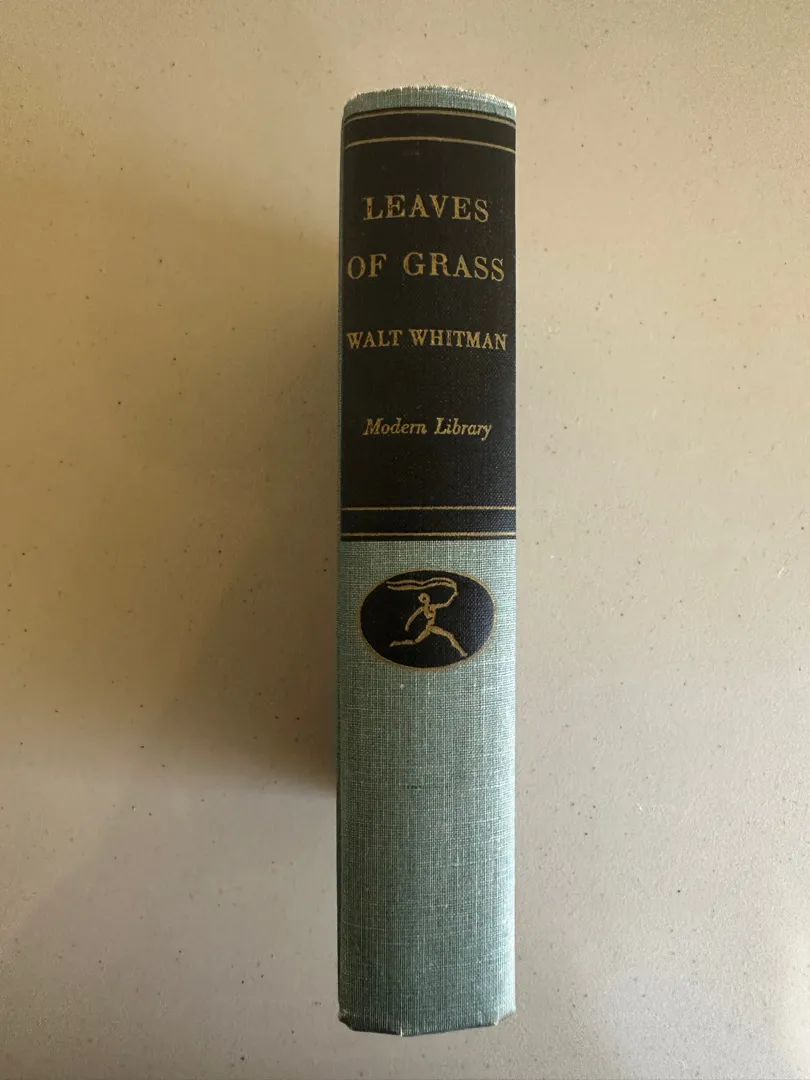 LEAVES
OF GRASS
WALT WHITMAN
Modern Library